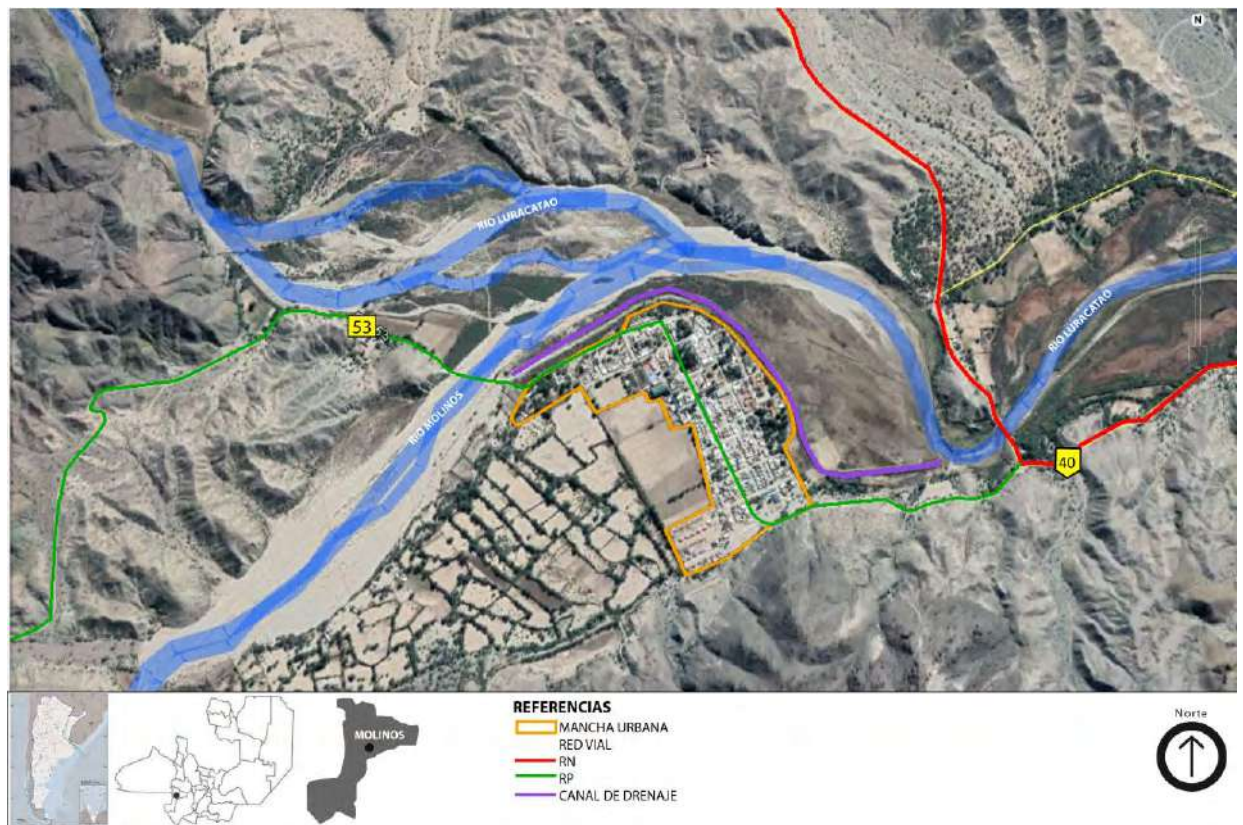 N
RIO LURACATAO
53
53
RIO LURACATAO
RIO MOLINOS
40
MOLINOS
REFERENCIAS
MANCHA URBANA
RED VIAL
RN
RP
CANAL DE DRENAJE
Norte